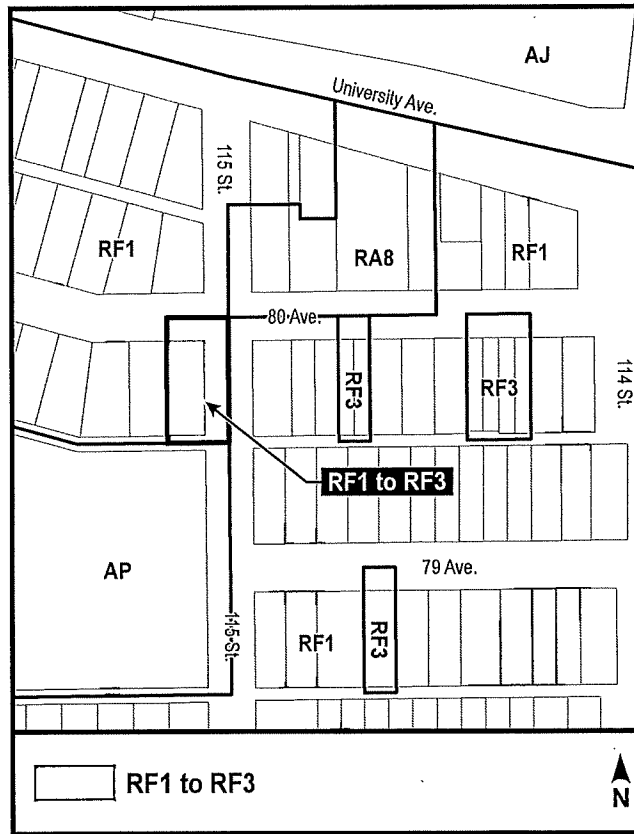 AJ
University Ave.
115 St.
RF1
RA8
RF1
80 Ave.
RF3
RF3
114 St.
RF1 to RF3
AP
79 Ave.
115 St.
RF1
RF3
RF1 to RF3
N